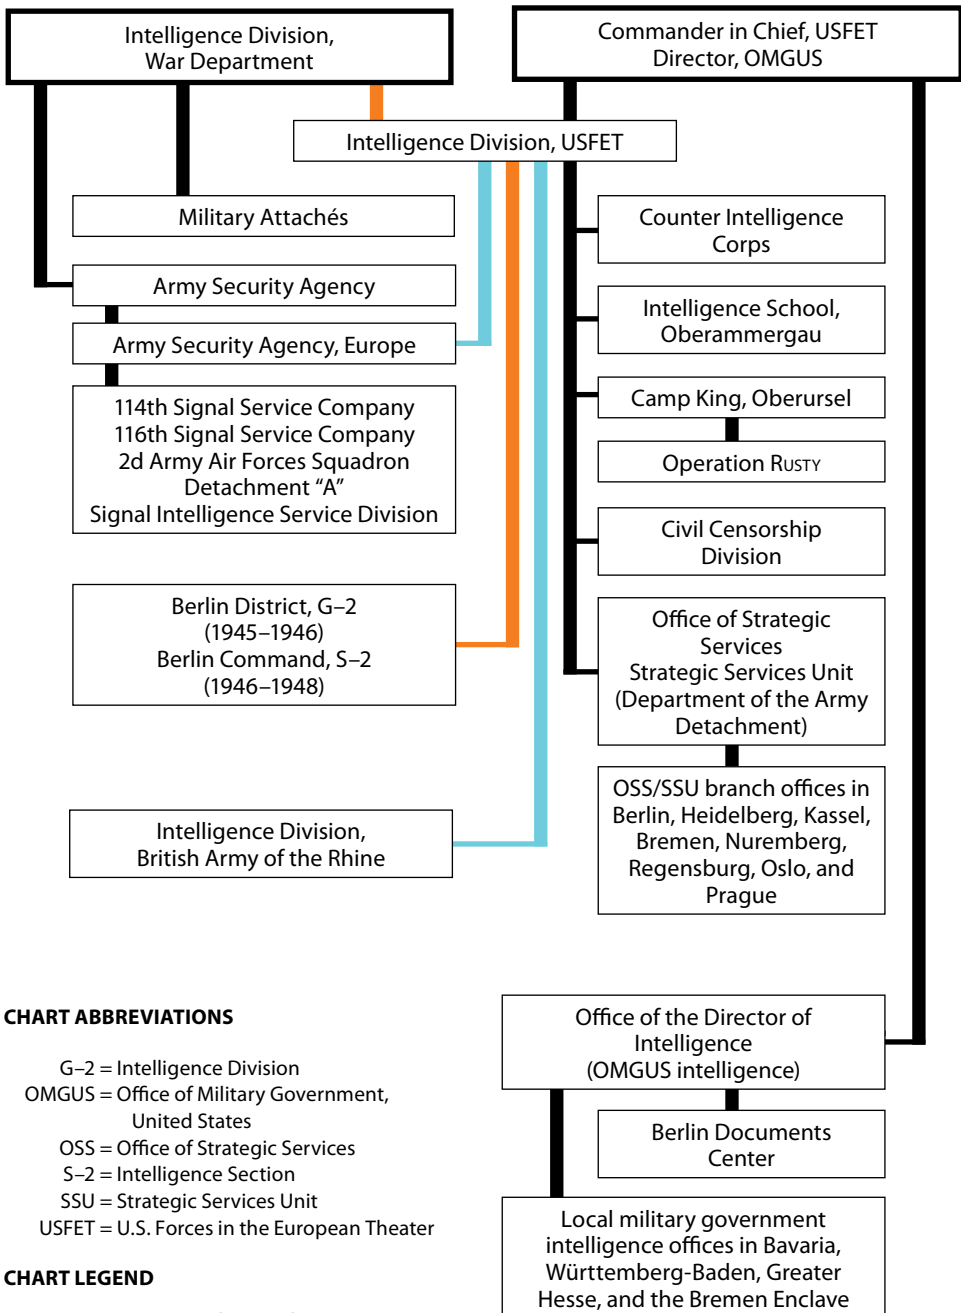 Intelligence Division,
War Department
Commander in Chief, USFET
Director, OMGUS
Intelligence Division, USFET
Military Attachés
Army Security Agency
Army Security Agency, Europe
114th Signal Service Company
116th Signal Service Company
2d Army Air Forces Squadron
Detachment “A”
Signal Intelligence Service Division
Berlin District, G–2
(1945–1946)
Berlin Command, S–2
(1946–1948)
Intelligence Division,
British Army of the Rhine
Counter Intelligence
Corps
Intelligence School,
Oberammergau
Camp King, Oberursel
Operation Rusty
Civil Censorship
Division
Office of Strategic
Services
Strategic Services Unit
(Department of the Army
Detachment)
OSS/SSU branch offices in
Berlin, Heidelberg, Kassel,
Bremen, Nuremberg,
Regensburg, Oslo, and
Prague
Office of the Director of
Intelligence
(OMGUS intelligence)
Berlin Documents
Center
Local military government
intelligence offices in Bavaria,
Württemberg-Baden, Greater
Hesse, and the Bremen Enclave
CHART ABBREVIATIONS
G–2 = Intelligence Division
OMGUS = Office of Military Government,
United States
OSS = Office of Strategic Services
S–2 = Intelligence Section
SSU = Strategic Services Unit
USFET = U.S. Forces in the European Theater
CHART LEGEND